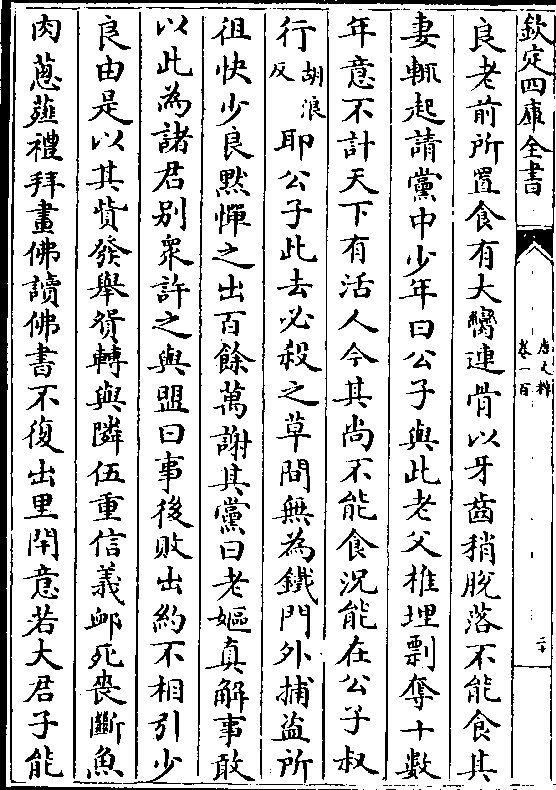 欽定四庫全書
唐文粹
卷一百
二十
良老前所置食有大臠連骨以牙齒稍脱落不能食其
妻輒起請黨中少年曰公子與此老父椎埋剽奪十數
年意不計天下有活人今其尚不能食況能在公子叔
行胡浪反耶公子此去必殺之草間無為鐵門外捕盗所
徂快少良黙憚之出百餘萬謝其黨曰老嫗真解事敢
以此為諸君别衆許之與盟曰事後敗出約不相引少
良由是以其貲發舉貿轉與隣伍重信義卹死喪斷魚
肉葱薤禮拜畫佛讀佛書不復出里閈意若大君子能